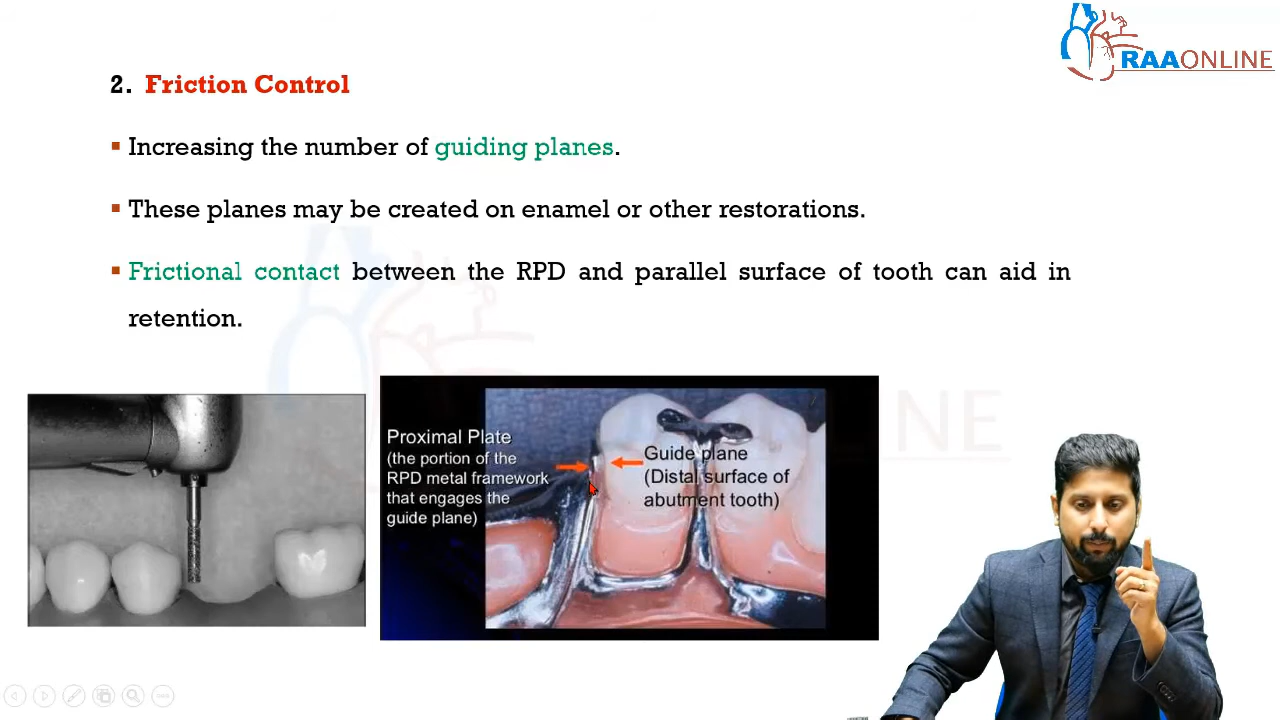 RAAONLINE
2. Friction Control
▪ Increasing the number of guiding planes.
▪ These planes may be created on enamel or other restorations.
▪ Frictional contact between the RPD and parallel surface of tooth can aid in
retention.
Proximal Plate
(the portion of the
RPD metal framework
that engages the
guide plane)
Guide plane
(Distal surface of
abutment tooth)